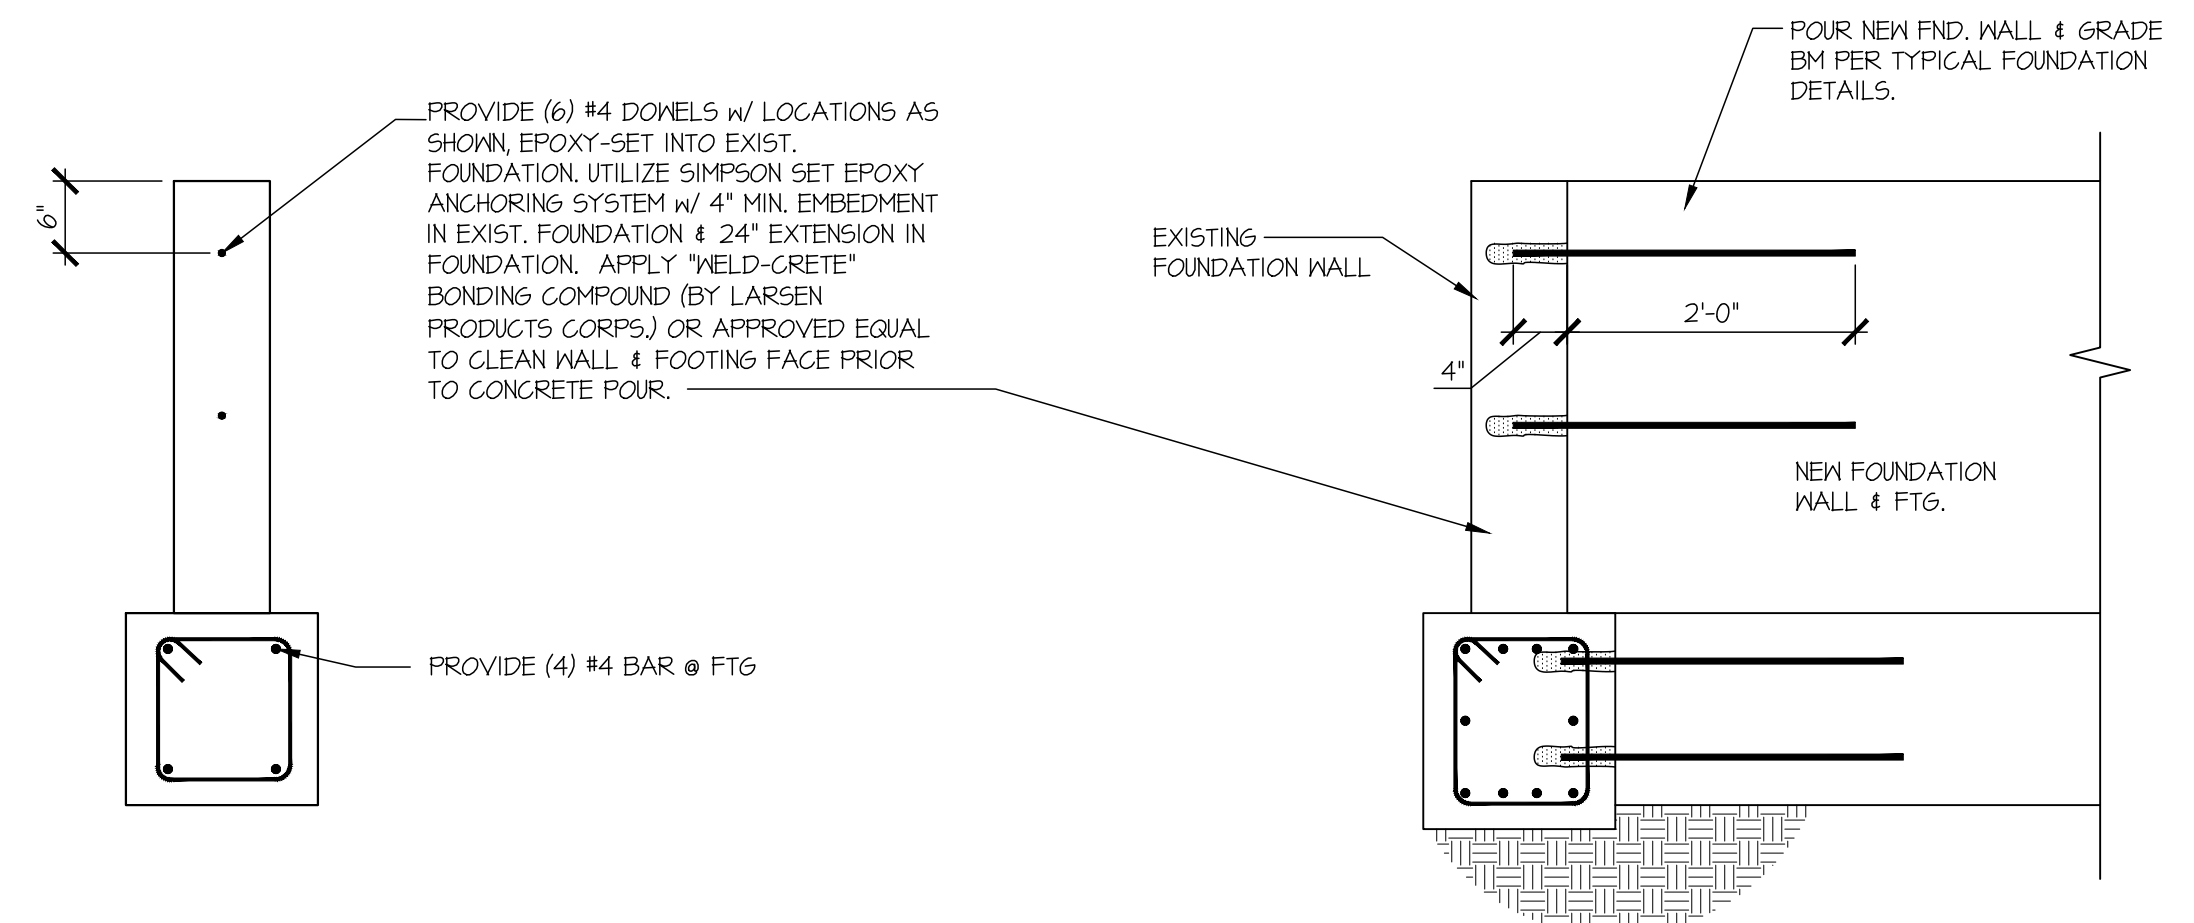 POUR NEW FND. WALL & GRADE
BM PER TYPICAL FOUNDATION
DETAILS.
PROVIDE (6) #4 DOWELS w/ LOCATIONS AS
SHOWN, EPOXY-SET INTO EXIST.
FOUNDATION. UTILIZE SIMPSON SET EPOXY
ANCHORING SYSTEM w/ 4" MIN. EMBEDMENT
IN EXIST. FOUNDATION & 24" EXTENSION IN
FOUNDATION. APPLY "WELD-CRETE"
BONDING COMPOUND (BY LARSEN
PRODUCTS CORPS.) OR APPROVED EQUAL
TO CLEAN WALL & FOOTING FACE PRIOR
TO CONCRETE POUR.
6"
EXISTING
FOUNDATION WALL
2'-0"
4"
NEW FOUNDATION
WALL & FTG.
PROVIDE (4) #4 BAR @ FTG